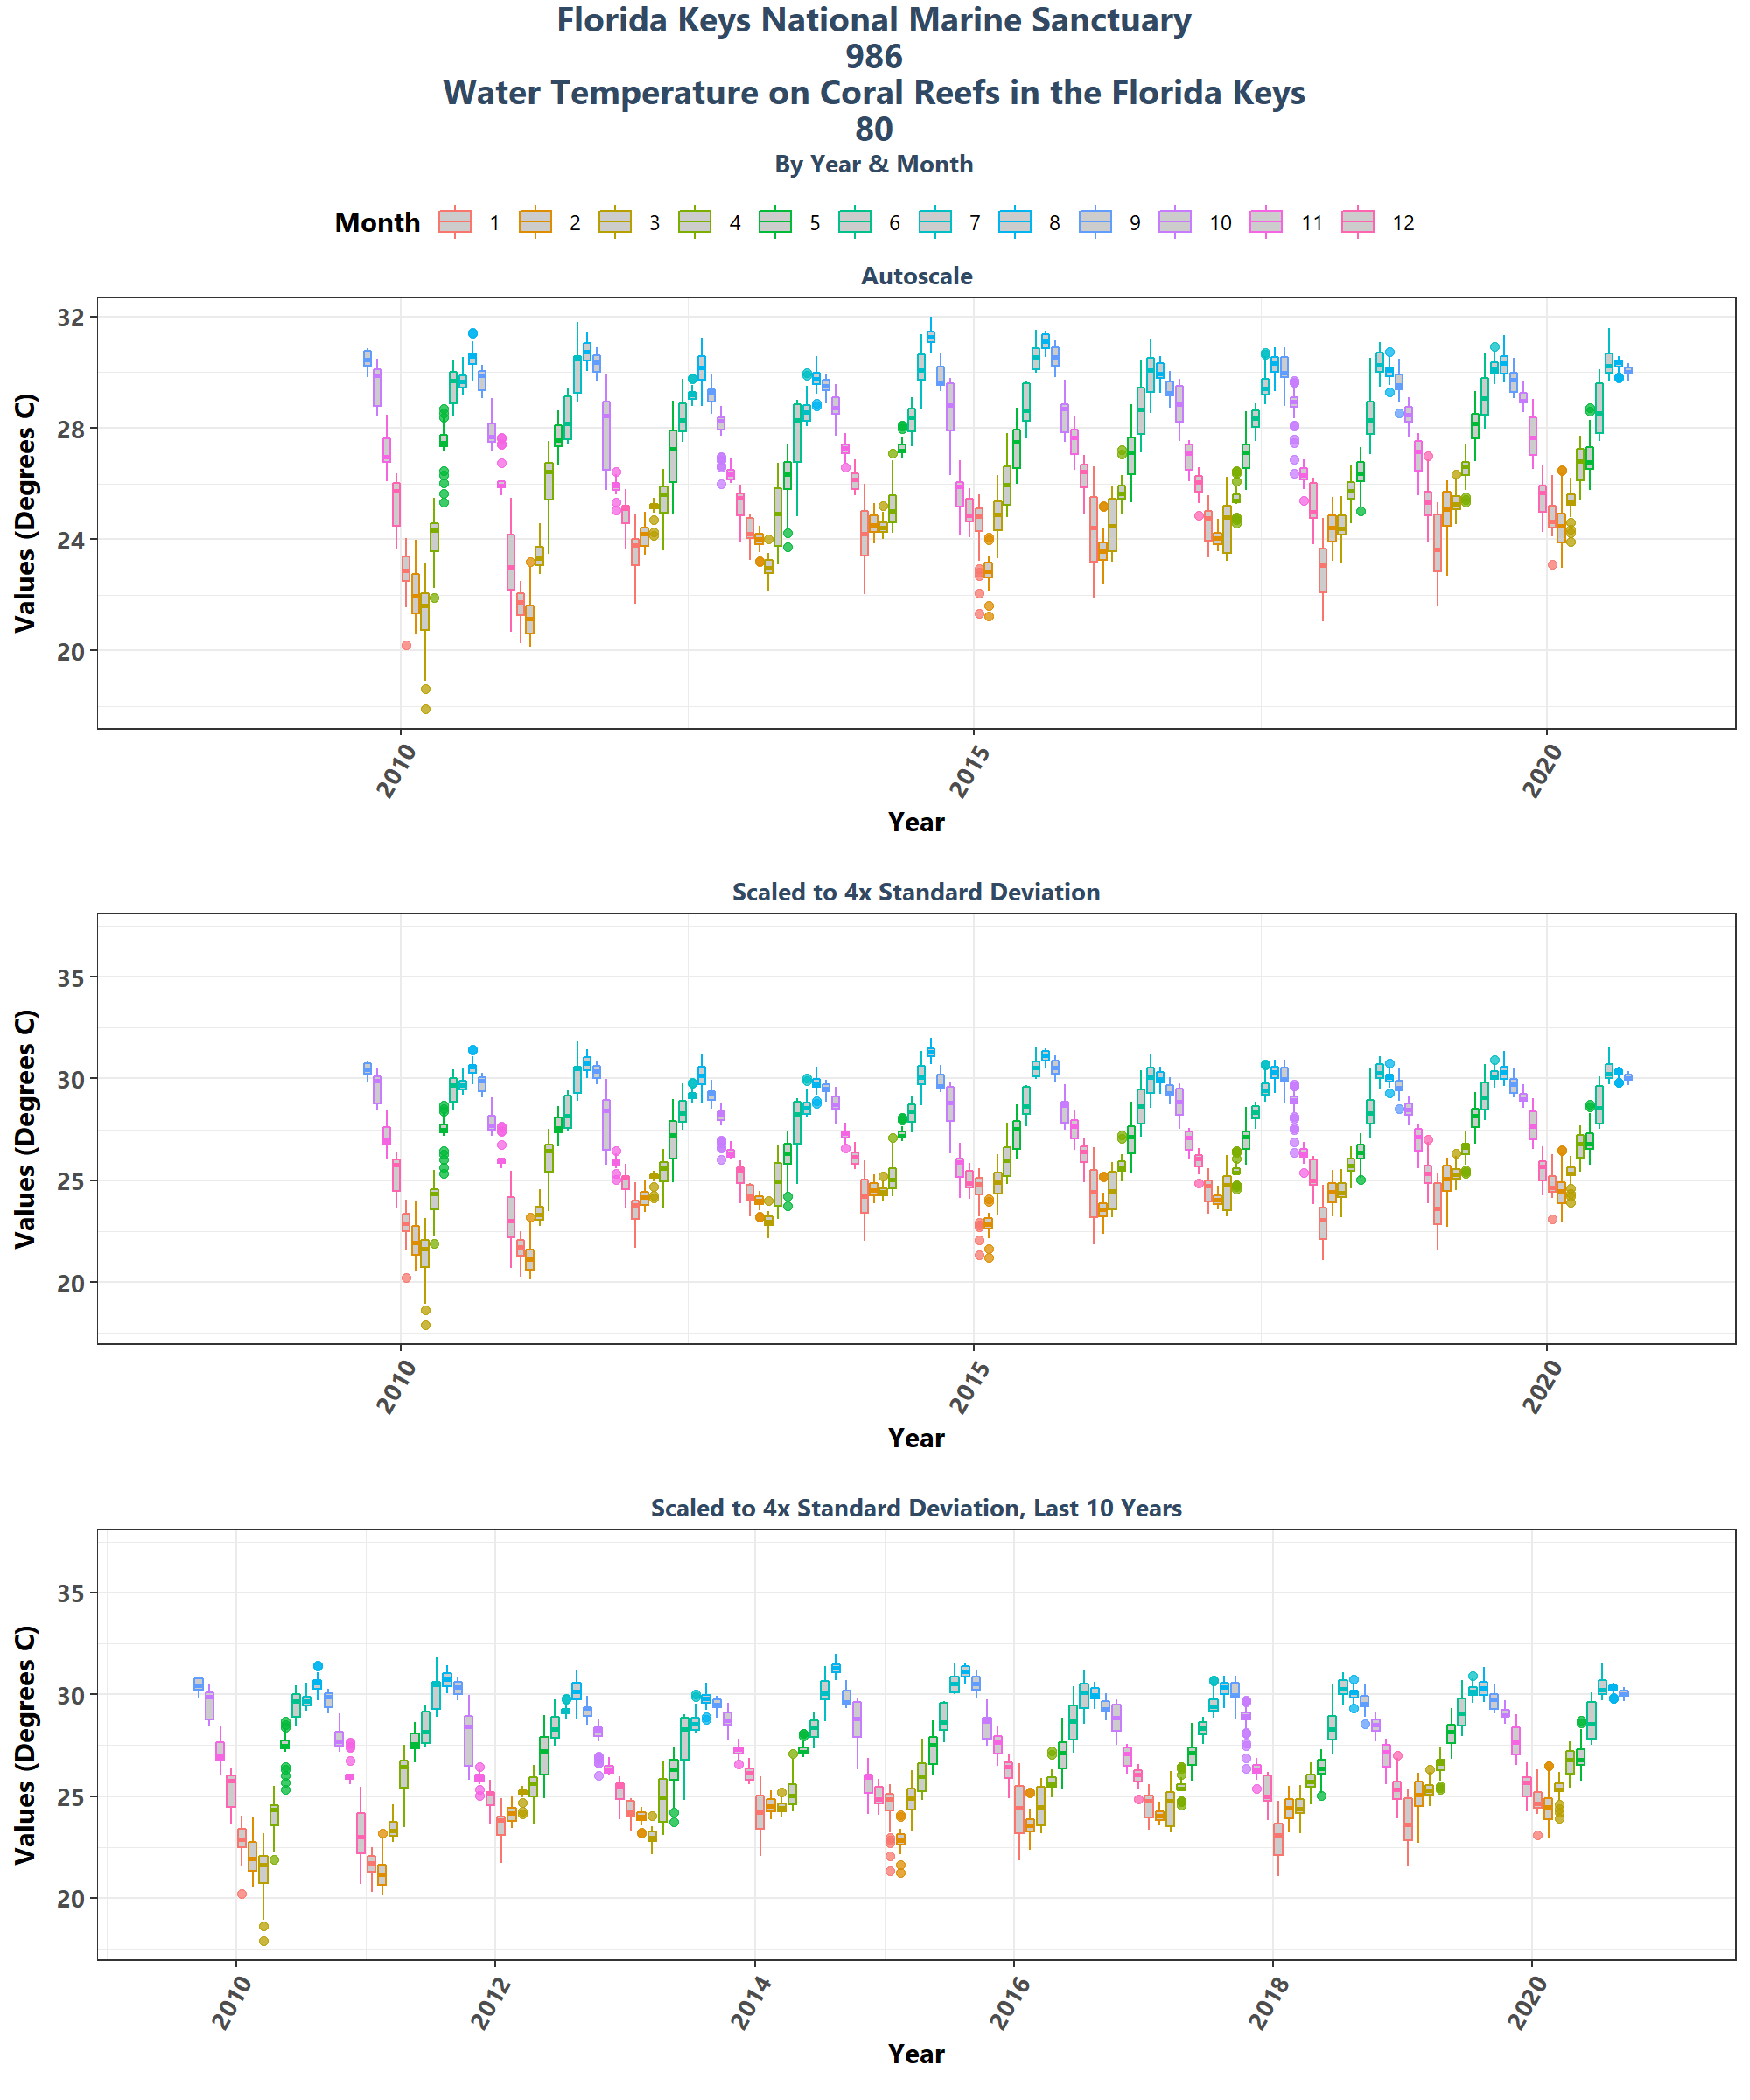 Florida Keys National Marine Sanctuary
986
Water Temperature on Coral Reefs in the Florida Keys
80
By Year & Month
Month 1 2 3 4 5 6 7 8 9 10 11 12
Autoscale
Values (Degrees C)
32
28
24
20
2010 2015 2020
Year
Scaled to 4x Standard Deviation
Values (Degrees C)
35
30
25
20
2010 2015 2020
Year
Scaled to 4x Standard Deviation, Last 10 Years
Values (Degrees C)
35
30
25
20
2010 2012 2014 2016 2018 2020
Year